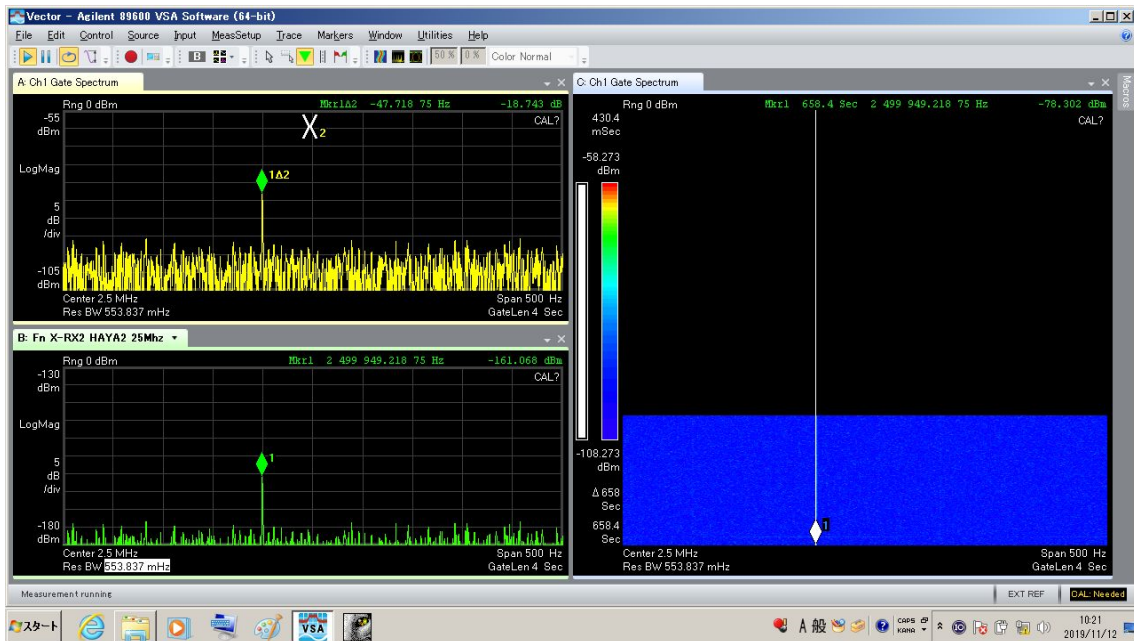 Vector - Agilent 89600 VSA Software (64-bit)
File Edit Control Source Input MeasSetup Trace Markers Window Utilities Help
B 50 % 0 % Color Normal
A: Ch1 Gate Spectrum
Rng 0 dBm Mkr1Δ2 -47.718 75 Hz -18.743 dB
-55 dBm
CAL?
2
LogMag
1Δ2
5 dB /div
-105 dBm
Center 2.5 MHz Span 500 Hz
Res BW 553.837 mHz GateLen 4 Sec
B: Fn X-RX2 HAYA2 25Mhz
Rng 0 dBm Mkr1 2 499 949.218 75 Hz -161.068 dBm
-130 dBm
CAL?
LogMag
1
5 dB /div
-180 dBm
Center 2.5 MHz Span 500 Hz
Res BW 553.837 mHz GateLen 4 Sec
C: Ch1 Gate Spectrum
Macros
Rng 0 dBm Mkr1 658.4 Sec 2 499 949.218 75 Hz -78.302 dBm
430.4 mSec
CAL?
-58.273 dBm
-108.273 dBm
Δ 658 Sec
658.4 Sec
1
Center 2.5 MHz Span 500 Hz
Res BW 553.837 mHz GateLen 4 Sec
Measurement running EXT REF CAL: Needed
スタート VSA A 般 CAPS KANA 10:21
2019/11/12